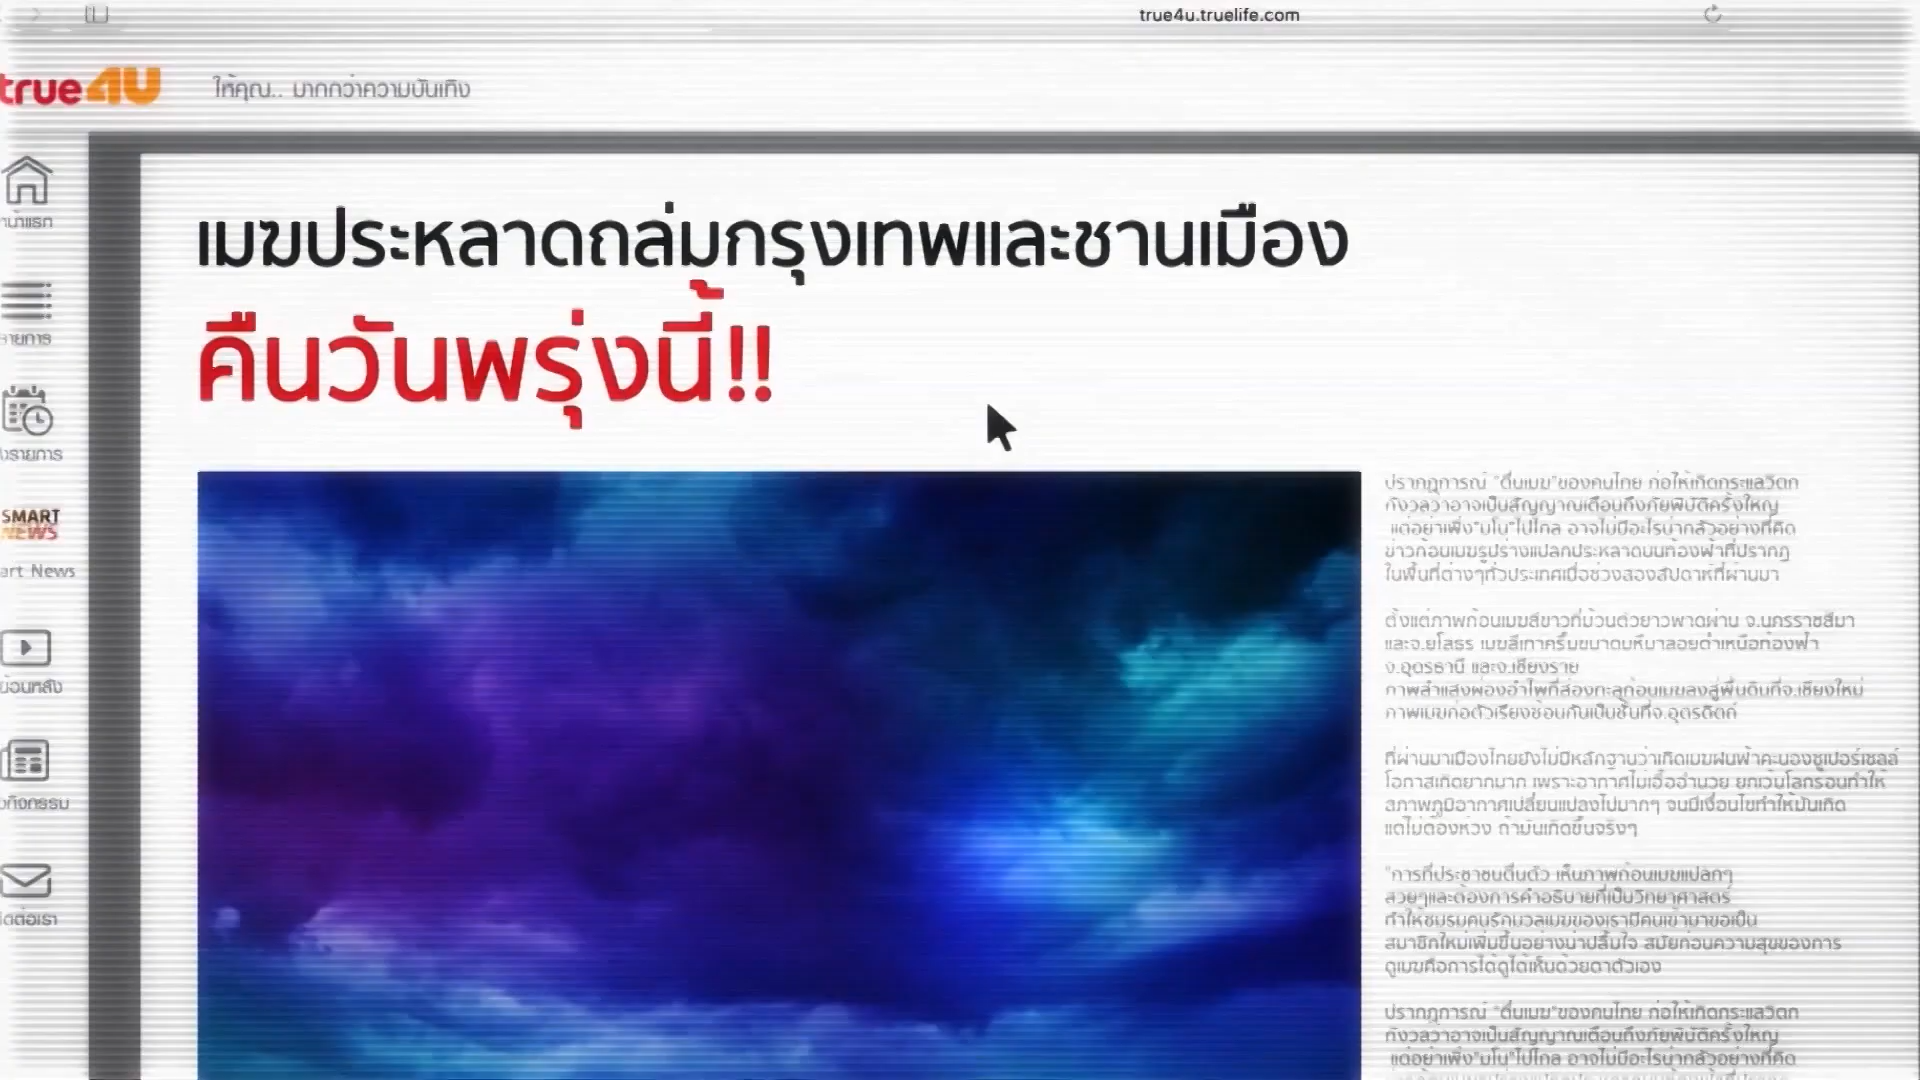 true4u.truelife.com
true4U
ให้คุณ.. มากกว่าความบันเทิง
เมฆประหลาดถล่มกรุงเทพและชานเมือง
คืนวันพรุ่งนี้!!
SMART
NEWS
art News
ปรากฏการณ์ "ตื่นเมฆ"ของคนไทย ก่อให้เกิดกระแสวิตก
กังวลว่าอาจเป็นสัญญาณเตือนถึงภัยพิบัติครั้งใหญ่
แต่อย่าเพิ่ง"มโน"ไปไกล อาจไม่มีอะไรน่ากลัวอย่างที่คิด
ข่าวก้อนเมฆรูปร่างแปลกประหลาดบนท้องฟ้าที่ปรากฏ
ในพื้นที่ต่างๆทั่วประเทศเมื่อช่วงสองสัปดาห์ที่ผ่านมา
ตั้งแต่ภาพก้อนเมฆสีขาวที่ม้วนตัวยาวพาดผ่าน จ.นครราชสีมา
และจ.ยโสธร เมฆสีเทาครึ้มขนาดมหึมาลอยต่ำเหนือท้องฟ้า
จ.อุดรธานี และจ.เชียงราย
ภาพลำแสงผ่องอำไพที่ส่องทะลุก้อนเมฆลงสู่พื้นดินที่จ.เชียงใหม่
ภาพเมฆก่อตัวเรียงซ้อนกันเป็นชั้นที่จ.อุตรดิตถ์
ที่ผ่านมาเมืองไทยยังไม่มีหลักฐานว่าเกิดเมฆฝนฟ้าคะนองซูเปอร์เซลล์
โอกาสเกิดยากมาก เพราะอากาศไม่เอื้ออำนวย ยกเว้นโลกร้อนทำให้
สภาพภูมิอากาศเปลี่ยนแปลงไปมากๆ จนมีเงื่อนไขทำให้มันเกิด
แต่ไม่ต้องห่วง ถ้ามันเกิดขึ้นจริงๆ
"การที่ประชาชนตื่นตัว เห็นภาพก้อนเมฆแปลกๆ
สวยๆและต้องการคำอธิบายที่เป็นวิทยาศาสตร์
ทำให้ชมรมคนรักมวลเมฆของเรามีคนเข้ามาขอเป็น
สมาชิกใหม่เพิ่มขึ้นอย่างน่าปลื้มใจ สมัยก่อนความสุขของการ
ดูเมฆคือการได้ดูได้เห็นด้วยตาตัวเอง
ปรากฏการณ์ "ตื่นเมฆ"ของคนไทย ก่อให้เกิดกระแสวิตก
กังวลว่าอาจเป็นสัญญาณเตือนถึงภัยพิบัติครั้งใหญ่
แต่อย่าเพิ่ง"มโน"ไปไกล อาจไม่มีอะไรน่ากลัวอย่างที่คิด